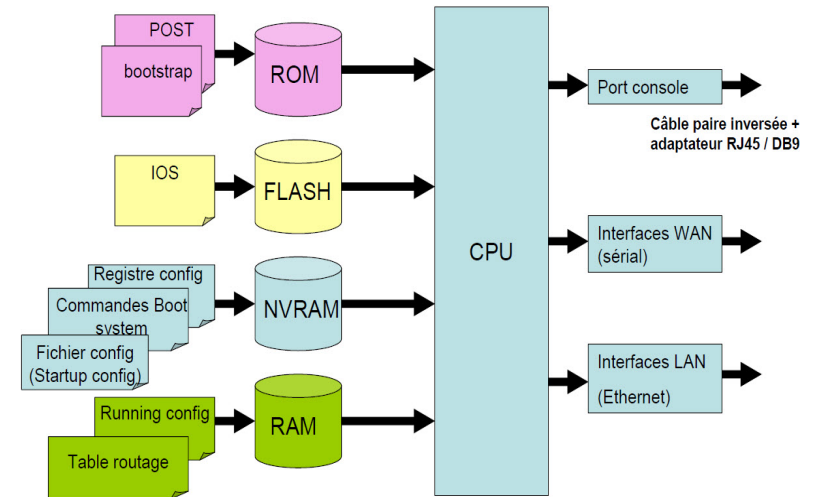 POST
bootstrap
ROM
IOS
FLASH
Registre config
Commandes Boot
system
Fichier config
(Startup config)
NVRAM
Running config
Table routage
RAM
CPU
Port console
Câble paire inversée +
adaptateur RJ45 / DB9
Interfaces WAN
(sérial)
Interfaces LAN
(Ethernet)